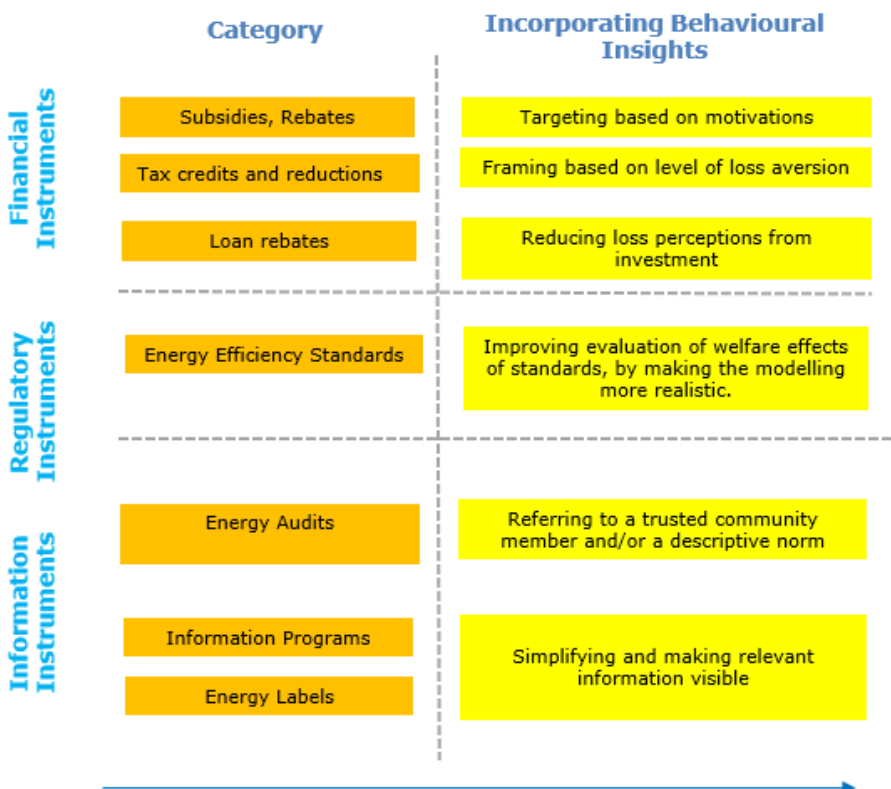 Category
Incorporating Behavioural
Insights
Financial
Instruments
Subsidies, Rebates
Targeting based on motivations
Tax credits and reductions
Framing based on level of loss aversion
Loan rebates
Reducing loss perceptions from
investment
Regulatory
Instruments
Energy Efficiency Standards
Improving evaluation of welfare effects
of standards, by making the modelling
more realistic.
Information
Instruments
Energy Audits
Referring to a trusted community
member and/or a descriptive norm
Information Programs
Energy Labels
Simplifying and making relevant
information visible